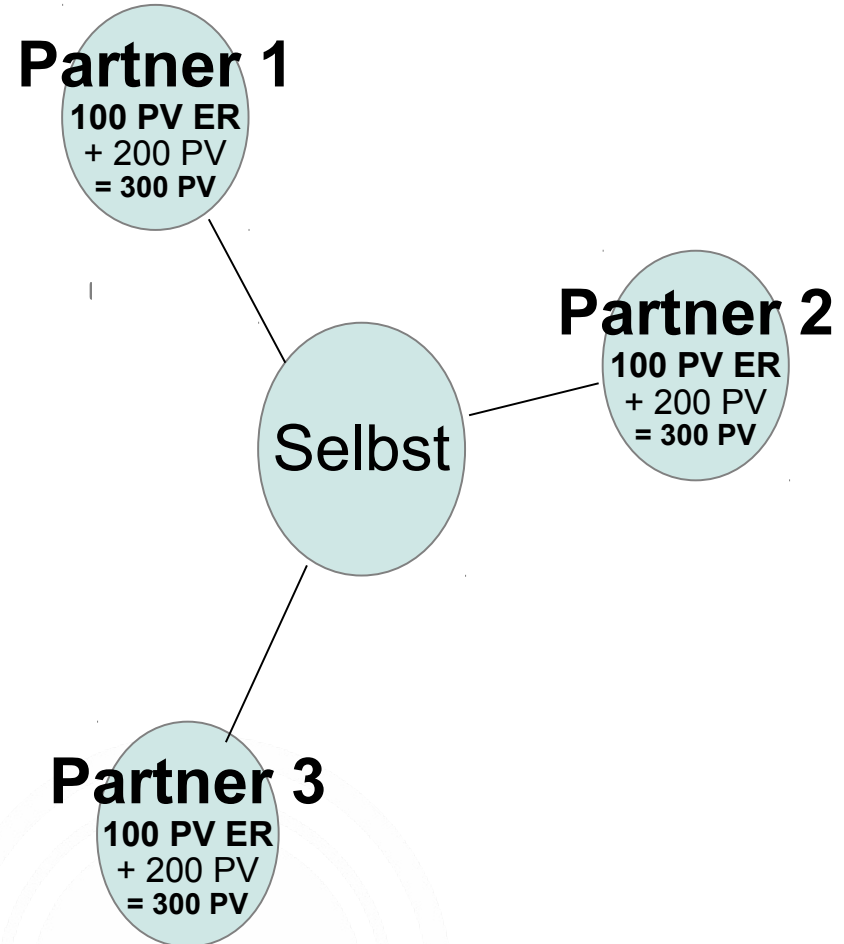 Partner 1
100 PV ER
+ 200 PV
= 300 PV
Partner 2
100 PV ER
+ 200 PV
= 300 PV
Selbst
Partner 3
100 PV ER
+ 200 PV
= 300 PV